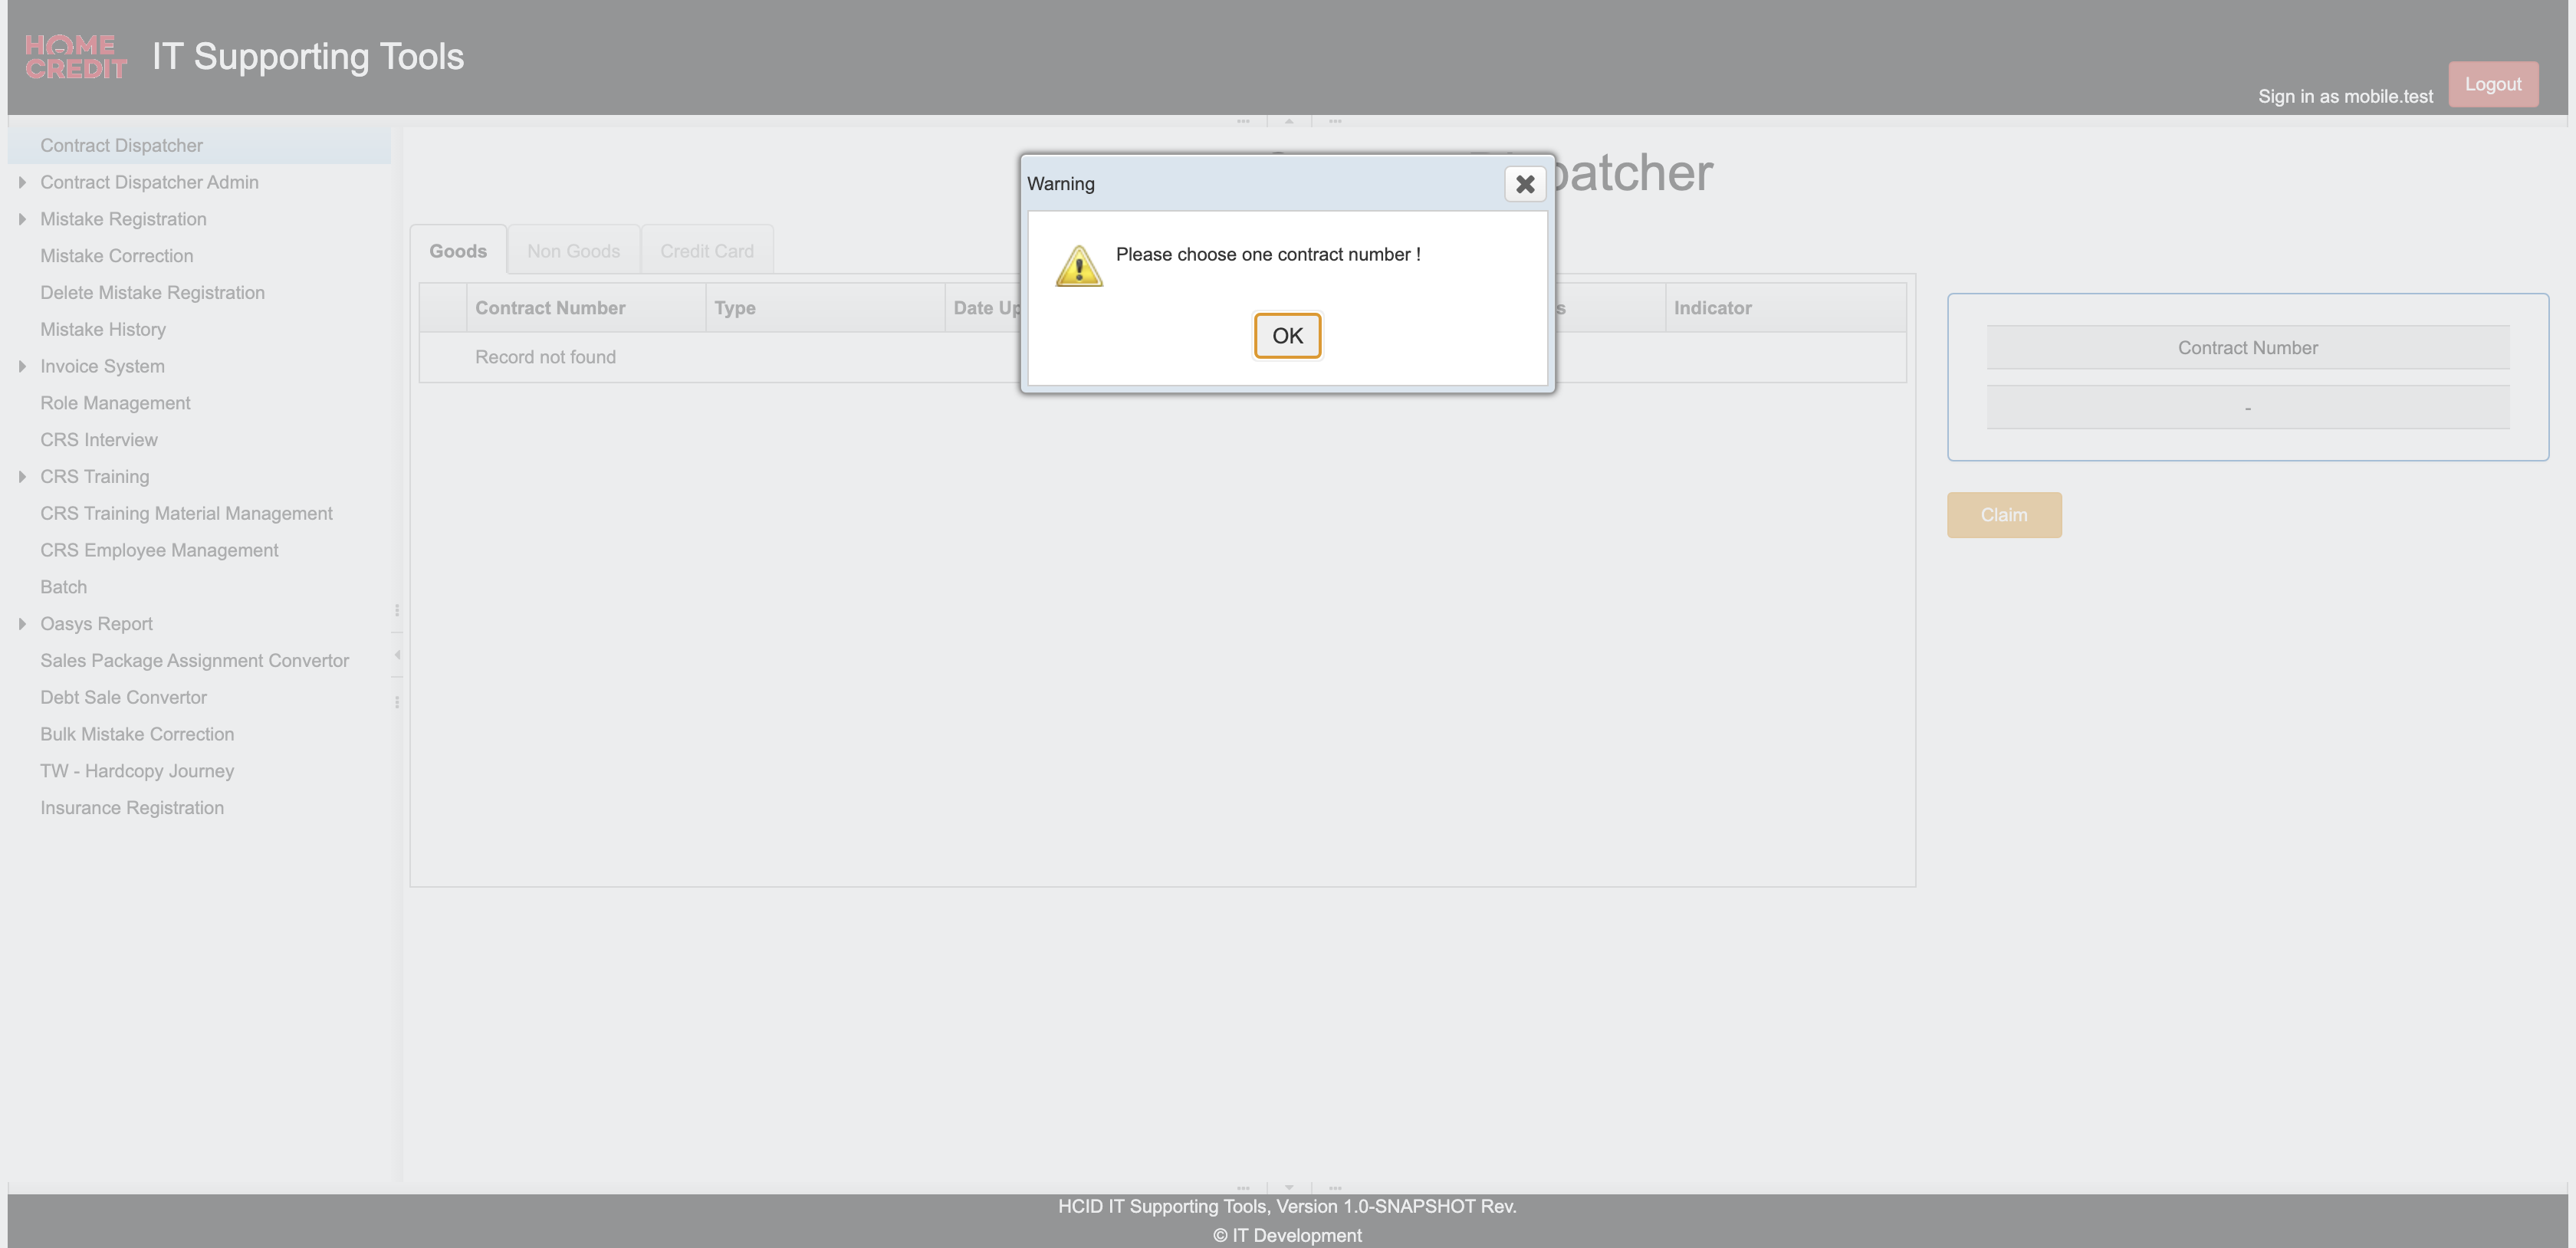 HOME
CREDIT
IT Supporting Tools
Sign in as mobile.test
Logout
Contract Dispatcher
Contract Dispatcher Admin
Mistake Registration
Mistake Correction
Delete Mistake Registration
Mistake History
Invoice System
Role Management
CRS Interview
CRS Training
CRS Training Material Management
CRS Employee Management
Batch
Oasys Report
Sales Package Assignment Convertor
Debt Sale Convertor
Bulk Mistake Correction
TW - Hardcopy Journey
Insurance Registration
patcher
Warning
Please choose one contract number !
OK
Goods
Non Goods
Credit Card
Contract Number
Type
Date Up
s
Indicator
Record not found
Contract Number
-
Claim
HCID IT Supporting Tools, Version 1.0-SNAPSHOT Rev.
© IT Development